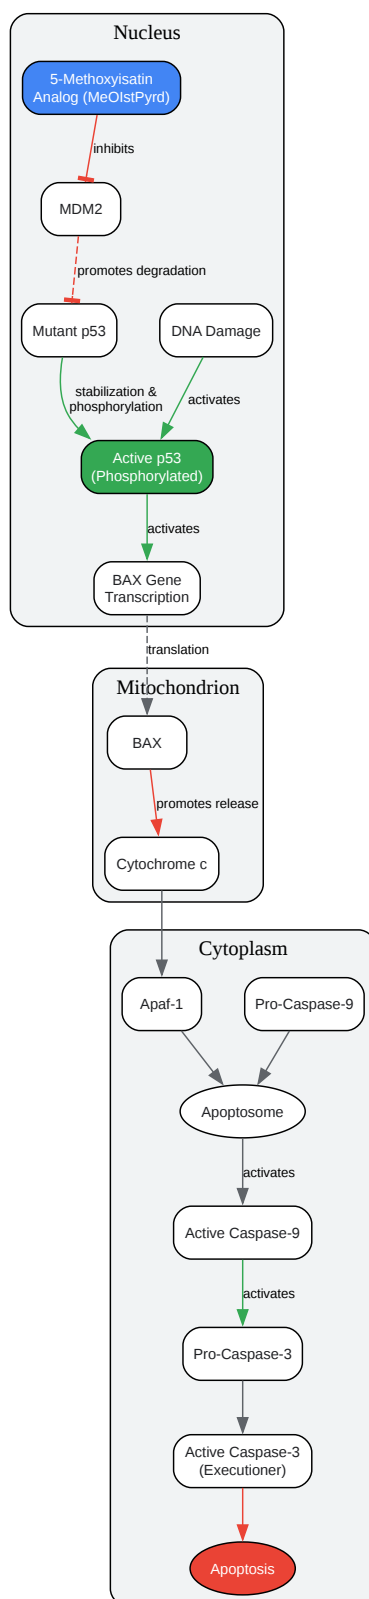 Nucleus
5-Methoxyisatin
Analog (MeOIstPyrd)
inhibits
MDM2
promotes degradation
Mutant p53
DNA Damage
stabilization &
phosphorylation
activates
Active p53
(Phosphorylated)
activates
BAX Gene
Transcription
translation
Mitochondrion
BAX
promotes release
Cytochrome c
Cytoplasm
Apaf-1
Pro-Caspase-9
Apoptosome
activates
Active Caspase-9
activates
Pro-Caspase-3
Active Caspase-3
(Executioner)
Apoptosis